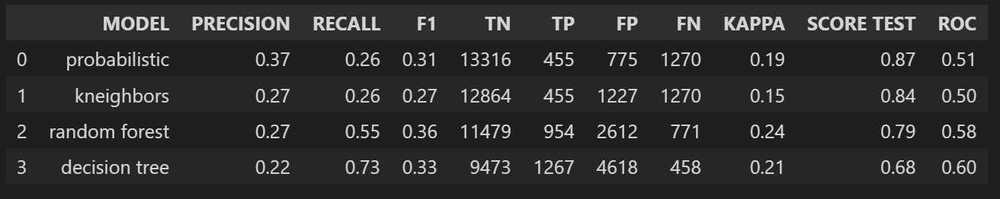 MODEL PRECISION RECALL F1 TN TP FP FN KAPPA SCORE TEST ROC
0 probabilistic 0.37 0.26 0.31 13316 455 775 1270 0.19 0.87 0.51
1 kneighbors 0.27 0.26 0.27 12864 455 1227 1270 0.15 0.84 0.50
2 random forest 0.27 0.55 0.36 11479 954 2612 771 0.24 0.79 0.58
3 decision tree 0.22 0.73 0.33 9473 1267 4618 458 0.21 0.68 0.60